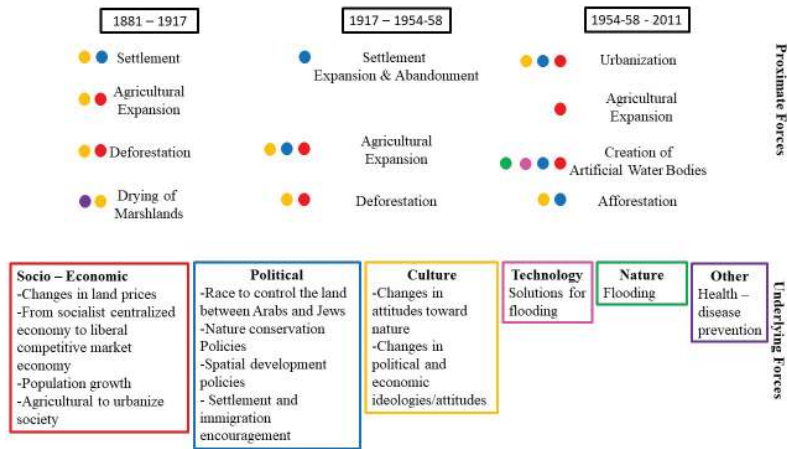 1881 – 1917
1917 – 1954-58
1954-58 - 2011
Settlement
Agricultural
Expansion
Deforestation
Drying of
Marshlands
Settlement
Expansion & Abandonment
Agricultural
Expansion
Deforestation
Urbanization
Agricultural
Expansion
Creation of
Artificial Water Bodies
Afforestation
Proximate Forces
Socio – Economic
-Changes in land prices
-From socialist centralized
economy to liberal
competitive market
economy
-Population growth
-Agricultural to urbanize
society
Political
-Race to control the land
between Arabs and Jews
-Nature conservation
Policies
-Spatial development
policies
- Settlement and
immigration
encouragement
Culture
-Changes in
attitudes toward
nature
-Changes in
political and
economic
ideologies/attitudes
Technology
Solutions for
flooding
Nature
Flooding
Other
Health –
disease
prevention
Underlying Forces